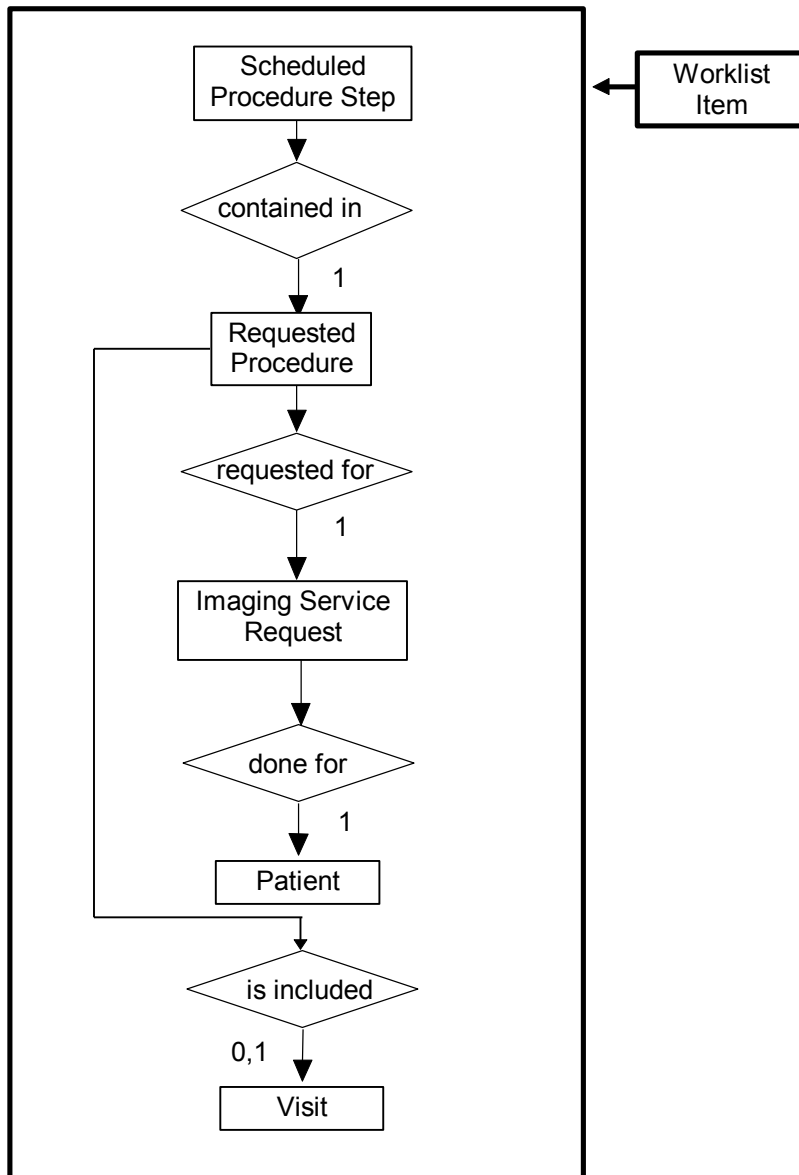 Scheduled
Procedure Step
Worklist
Item
contained in
1
Requested
Procedure
requested for
1
Imaging Service
Request
done for
1
Patient
is included
0,1
Visit